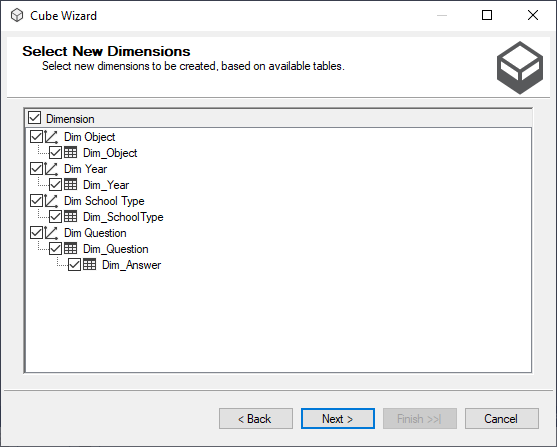 Cube Wizard
Select New Dimensions
Select new dimensions to be created, based on available tables.
Dimension
Dim Object
Dim_Object
Dim Year
Dim_Year
Dim School Type
Dim_SchoolType
Dim Question
Dim_Question
Dim_Answer
< Back Next > Finish >>| Cancel